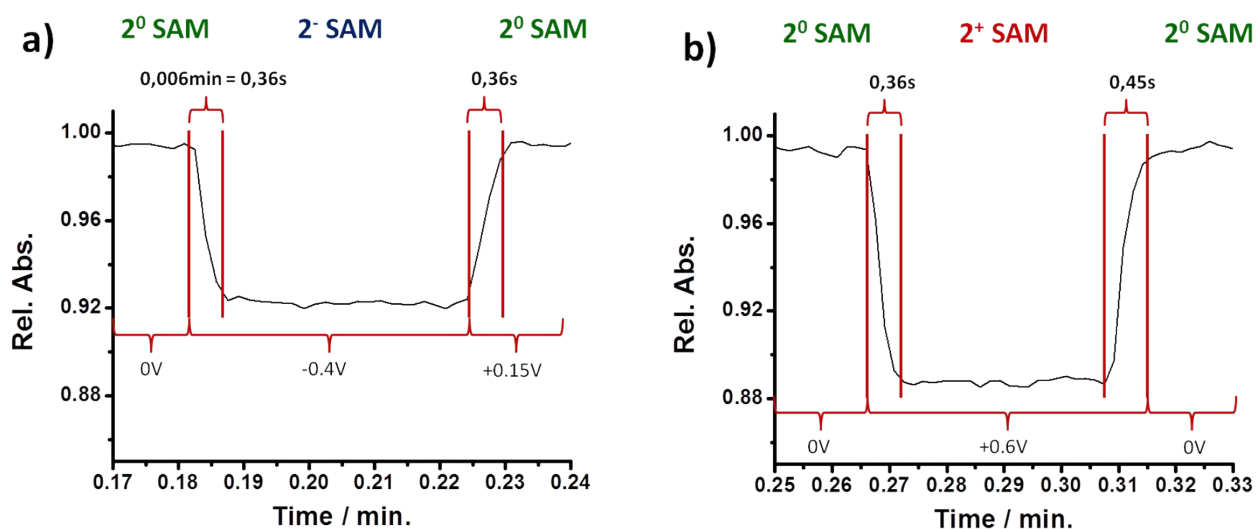 a)
2⁰ SAM 2⁻ SAM 2⁰ SAM
0,006min = 0,36s 0,36s
1.00
0.96
0.92
0.88
Rel. Abs.
0V -0.4V +0.15V
0.17 0.18 0.19 0.20 0.21 0.22 0.23 0.24
Time / min.
b)
2⁰ SAM 2⁺ SAM 2⁰ SAM
0,36s 0,45s
1.00
0.96
0.92
0.88
Rel. Abs.
0V +0.6V 0V
0.25 0.26 0.27 0.28 0.29 0.30 0.31 0.32 0.33
Time / min.